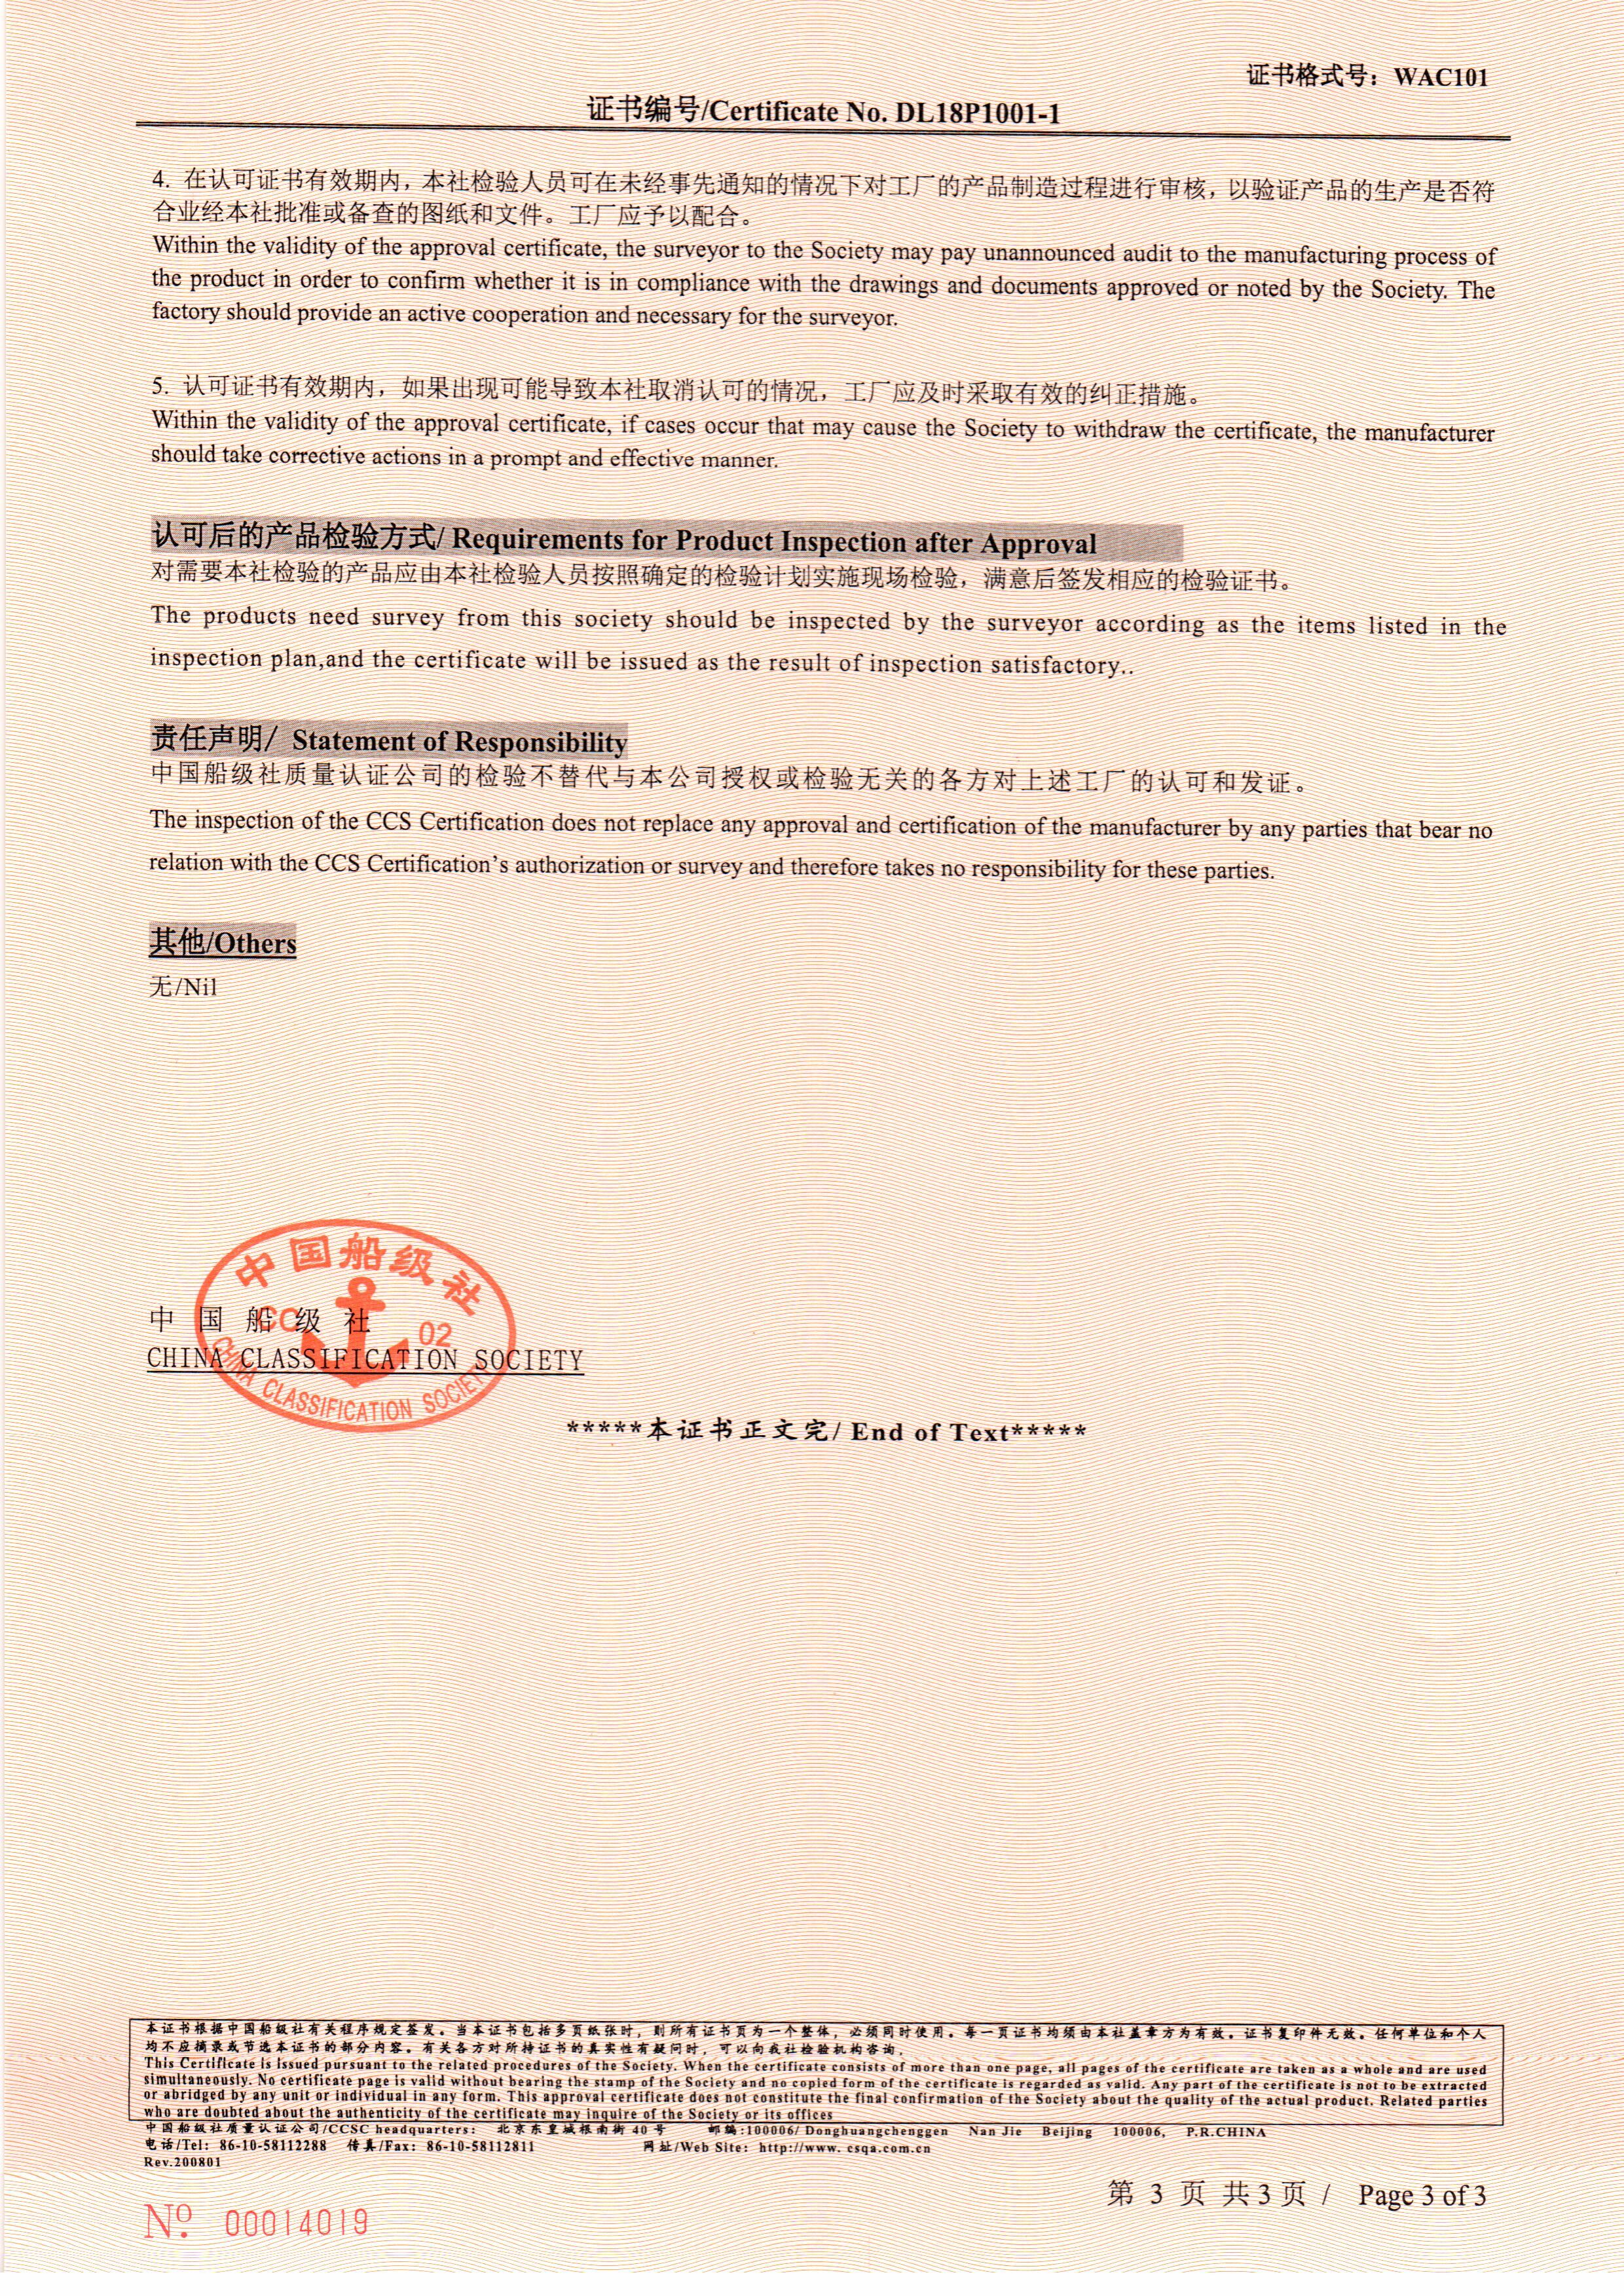 证书格式号：WAC101
证书编号/Certificate No. DL18P1001-1
4. 在认可证书有效期内，本社检验人员可在未经事先通知的情况下对工厂的产品制造过程进行审核，以验证产品的生产是否符
合业经本社批准或备查的图纸和文件。工厂应予以配合。
Within the validity of the approval certificate, the surveyor to the Society may pay unannounced audit to the manufacturing process of
the product in order to confirm whether it is in compliance with the drawings and documents approved or noted by the Society. The
factory should provide an active cooperation and necessary for the surveyor.
5. 认可证书有效期内，如果出现可能导致本社取消认可的情况，工厂应及时采取有效的纠正措施。
Within the validity of the approval certificate, if cases occur that may cause the Society to withdraw the certificate, the manufacturer
should take corrective actions in a prompt and effective manner.
认可后的产品检验方式/ Requirements for Product Inspection after Approval
对需要本社检验的产品应由本社检验人员按照确定的检验计划实施现场检验，满意后签发相应的检验证书。
The products need survey from this society should be inspected by the surveyor according as the items listed in the
inspection plan,and the certificate will be issued as the result of inspection satisfactory..
责任声明/ Statement of Responsibility
中国船级社质量认证公司的检验不替代与本公司授权或检验无关的各方对上述工厂的认可和发证。
The inspection of the CCS Certification does not replace any approval and certification of the manufacturer by any parties that bear no
relation with the CCS Certification's authorization or survey and therefore takes no responsibility for these parties.
其他/Others
无/Nil
中国船级社
CC 02
CHINA CLASSIFICATION SOCIETY
中 国 船 级 社
CHINA CLASSIFICATION SOCIETY
*****本证书正文完/ End of Text*****
本证书根据中国船级社有关程序规定签发。当本证书包括多页纸张时，则所有证书页为一个整体，必须同时使用。每一页证书均须由本社盖章方为有效。证书复印件无效。任何单位和个人
均不应摘录或节选本证书的部分内容。有关各方对所持证书的真实性有疑问时，可以向我社检验机构咨询。
This Certificate is issued pursuant to the related procedures of the Society. When the certificate consists of more than one page, all pages of the certificate are taken as a whole and are used
simultaneously. No certificate page is valid without bearing the stamp of the Society and no copied form of the certificate is regarded as valid. Any part of the certificate is not to be extracted
or abridged by any unit or individual in any form. This approval certificate does not constitute the final confirmation of the Society about the quality of the actual product. Related parties
who are doubted about the authenticity of the certificate may inquire of the Society or its offices
中国船级社质量认证公司/CCSC headquarters: 北京东皇城根南街 40 号 邮编:100006/ Donghuangchenggen Nan Jie Beijing 100006, P.R.CHINA
电话/Tel: 86-10-58112288 传真/Fax: 86-10-58112811 网址/Web Site: http://www. csqa.com.cn
Rev.200801
第 3 页 共 3 页 / Page 3 of 3
№ 00014019